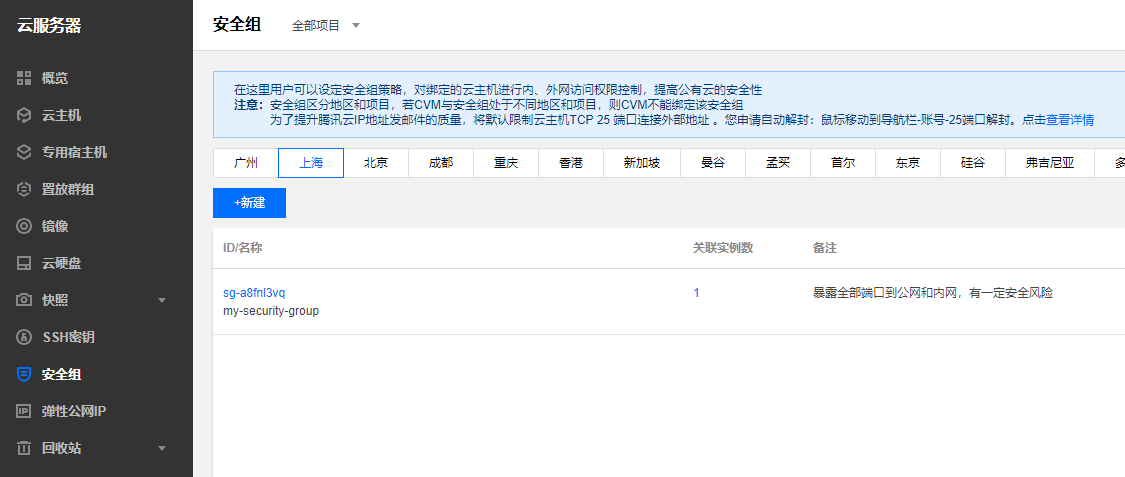 云服务器
概览
云主机
专用宿主机
置放群组
镜像
云硬盘
快照
SSH密钥
安全组
弹性公网IP
回收站
安全组 全部项目
在这里用户可以设定安全组策略，对绑定的云主机进行内、外网访问权限控制，提高公有云的安全性
注意：安全组区分地区和项目，若CVM与安全组处于不同地区和项目，则CVM不能绑定该安全组
为了提升腾讯云IP地址发邮件的质量，将默认限制云主机TCP 25 端口连接外部地址 。您申请自动解封：鼠标移动到导航栏-账号-25端口解封。点击查看详情
广州 上海 北京 成都 重庆 香港 新加坡 曼谷 孟买 首尔 东京 硅谷 弗吉尼亚
+新建
ID/名称 关联实例数 备注
sg-a8fnl3vq 1 暴露全部端口到公网和内网，有一定安全风险
my-security-group